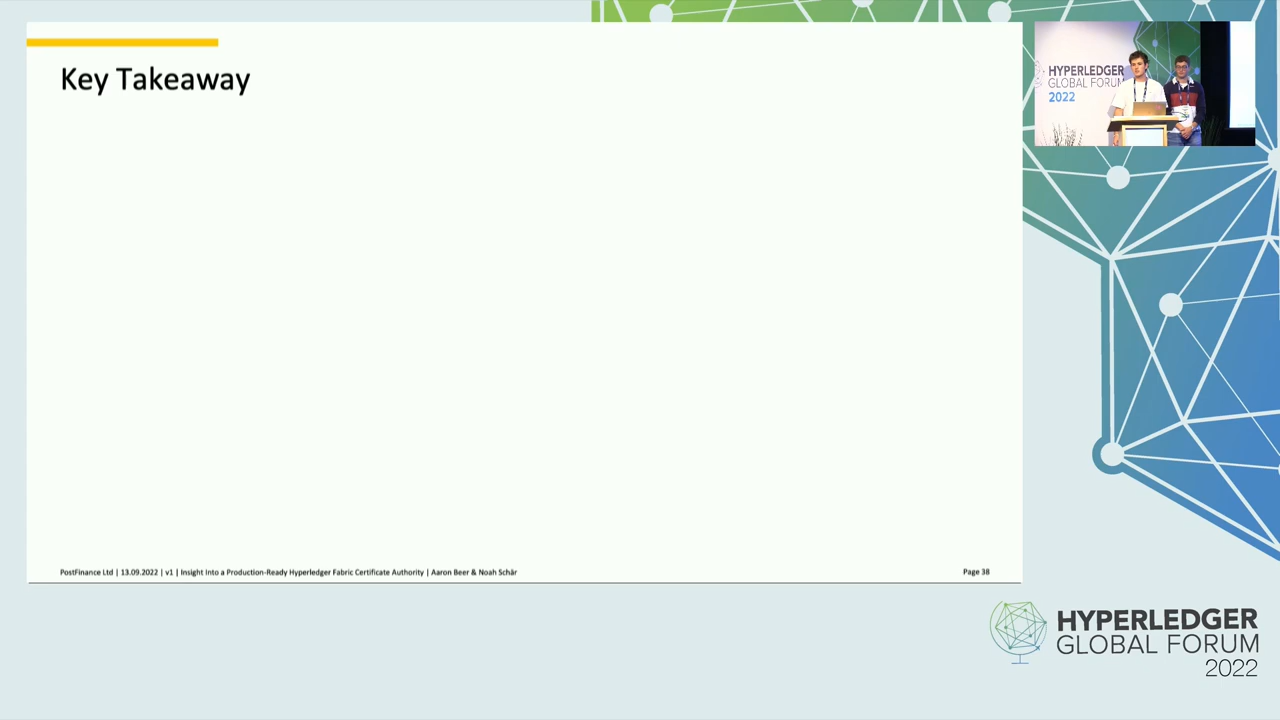 Key Takeaway
HYPERLEDGER
GLOBAL FORUM
2022
PostFinance Ltd | 13.09.2022 | v1 | Insight Into a Production-Ready Hyperledger Fabric Certificate Authority | Aaron Beer & Noah Schär
Page 38
HYPERLEDGER
GLOBAL FORUM
2022